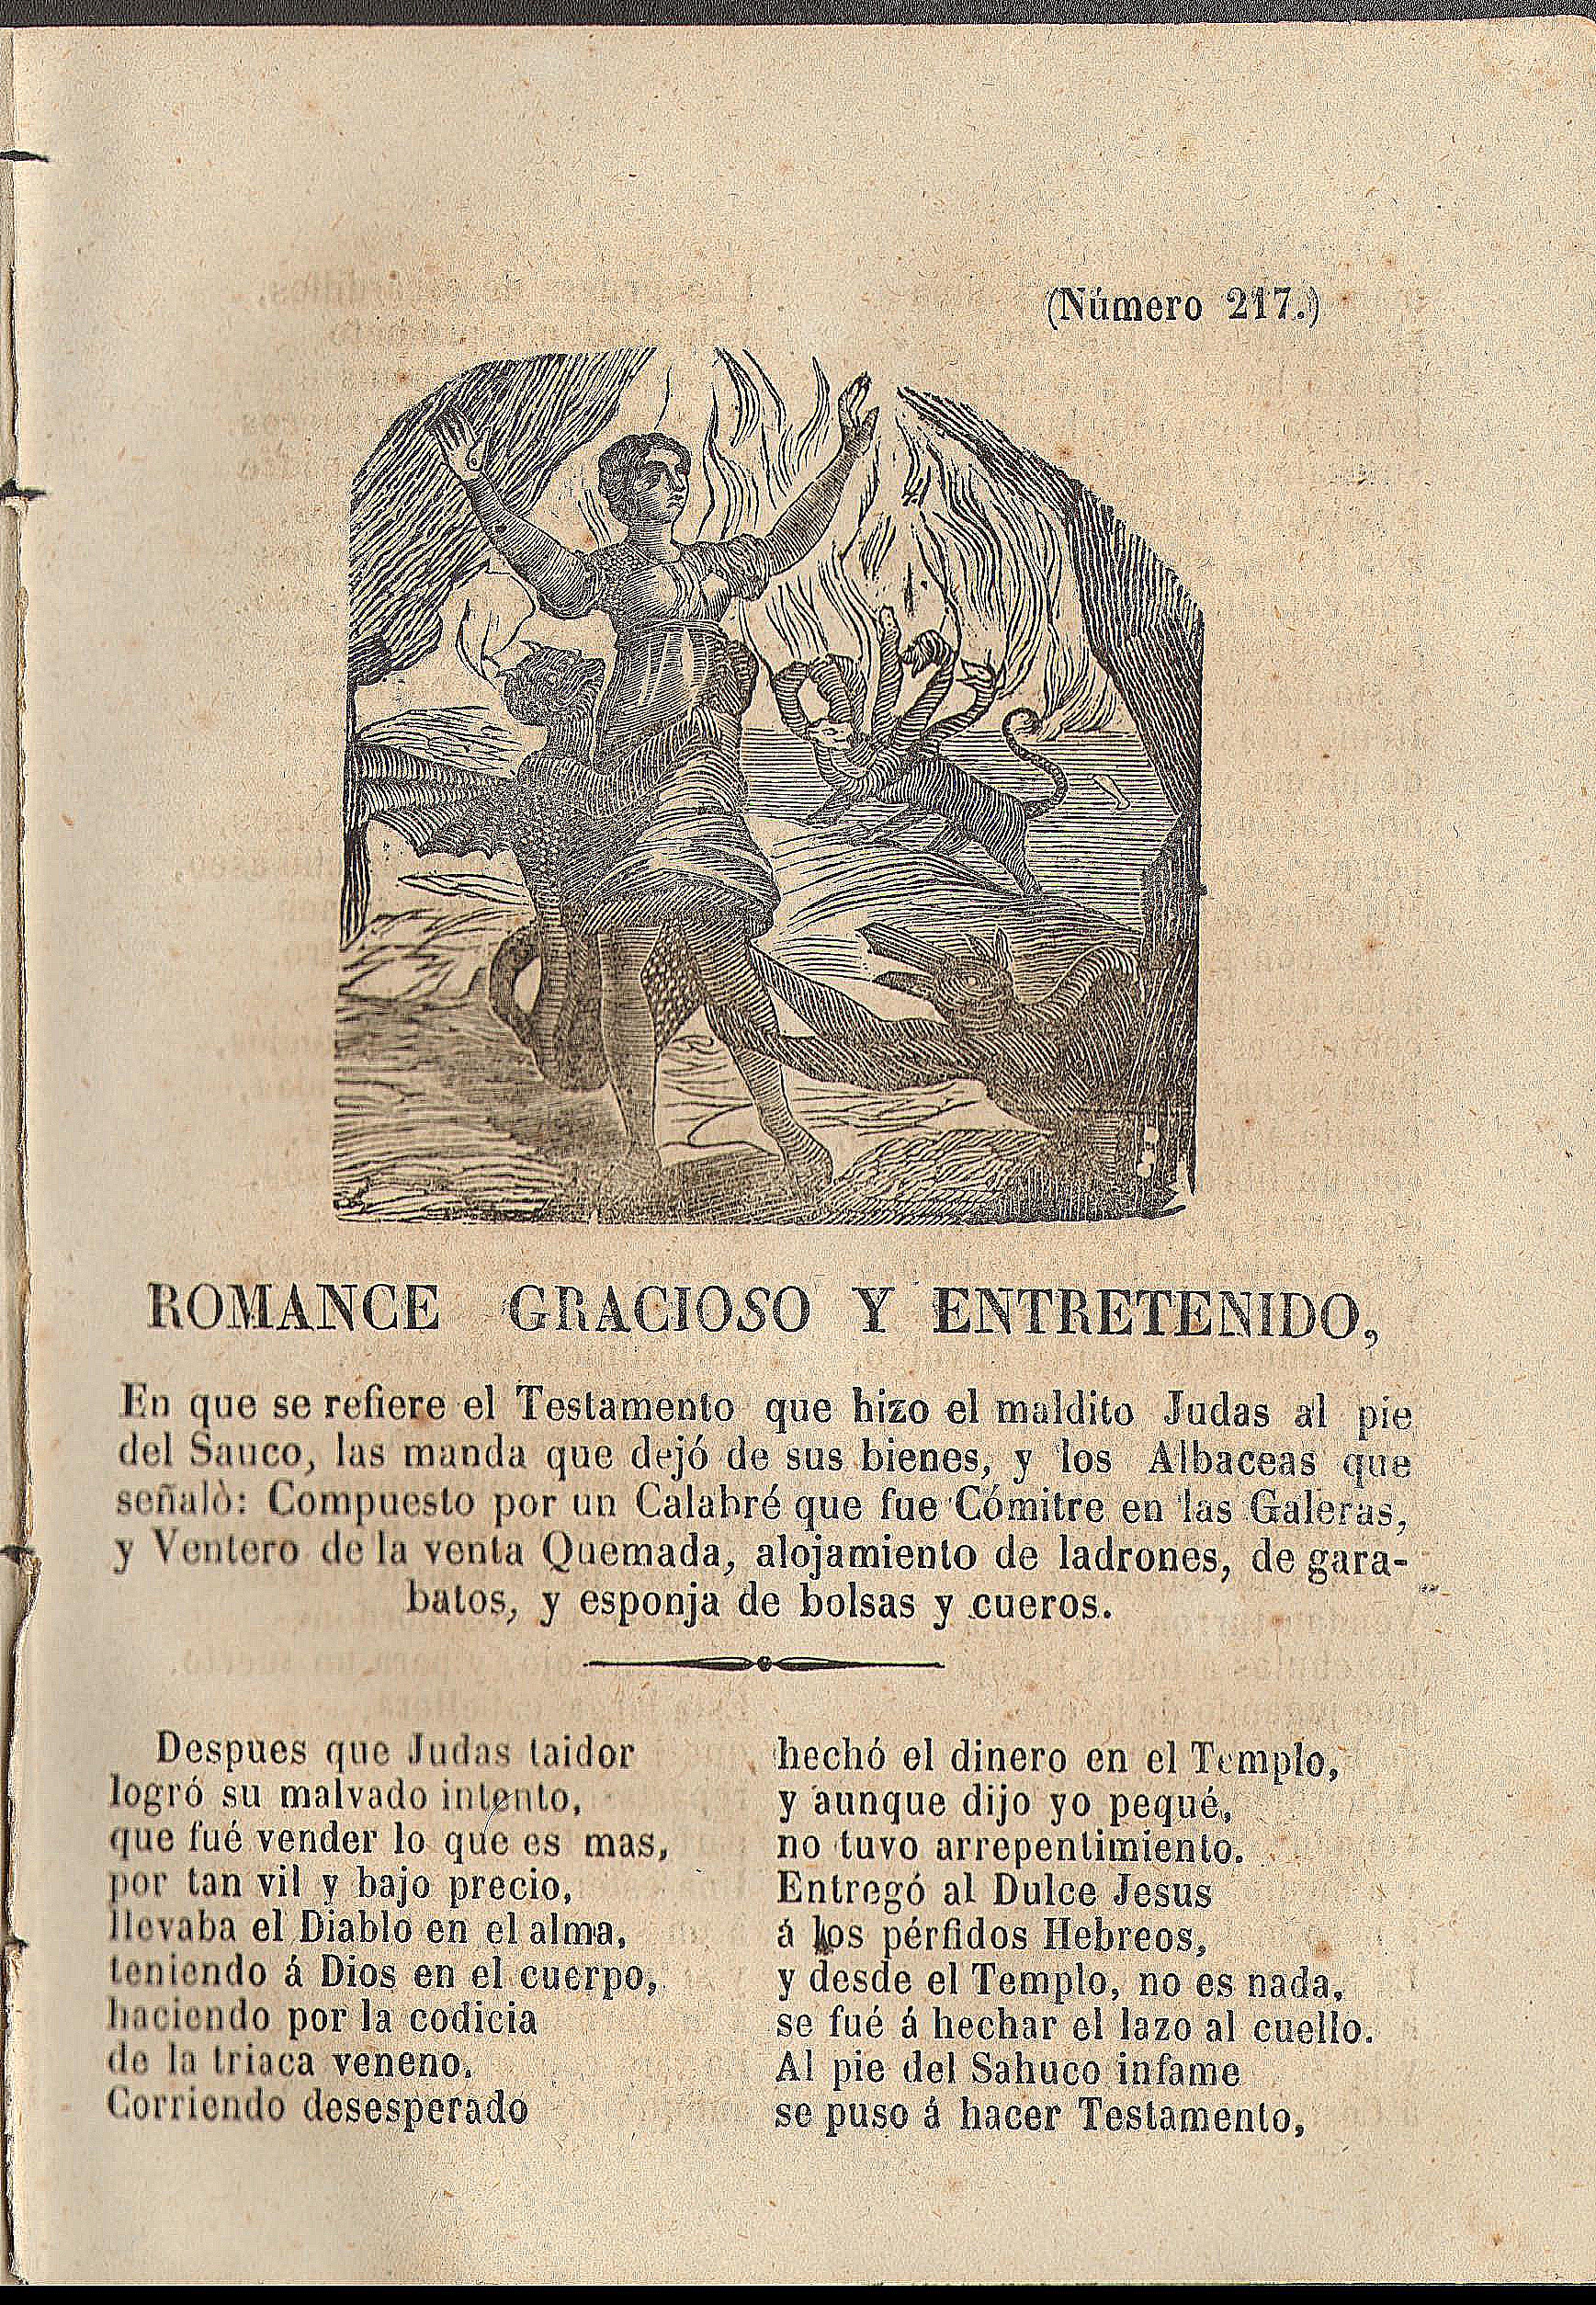 (Número 217.)
ROMANCE GRACIOSO Y ENTRETENIDO,
En que se refiere el Testamento que hizo el maldito Judas al pie
del Sauco, las manda que dejó de sus bienes, y los Albaceas que
señalò: Compuesto por un Calabré que fue Cómitre en las Galeras,
y Ventero de la venta Quemada, alojamiento de ladrones, de gara-
batos, y esponja de bolsas y cueros.
Despues que Judas taidor
logró su malvado intento,
que fué vender lo que es mas,
por tan vil y bajo precio,
llevaba el Diablo en el alma,
teniendo á Dios en el cuerpo,
haciendo por la codicia
de la triaca veneno.
Corriendo desesperado
hechó el dinero en el Templo,
y aunque dijo yo pequé,
no tuvo arrepentimiento.
Entregó al Dulce Jesus
á los pérfidos Hebreos,
y desde el Templo, no es nada,
se fué á hechar el lazo al cuello.
Al pie del Sahuco infame
se puso á hacer Testamento,